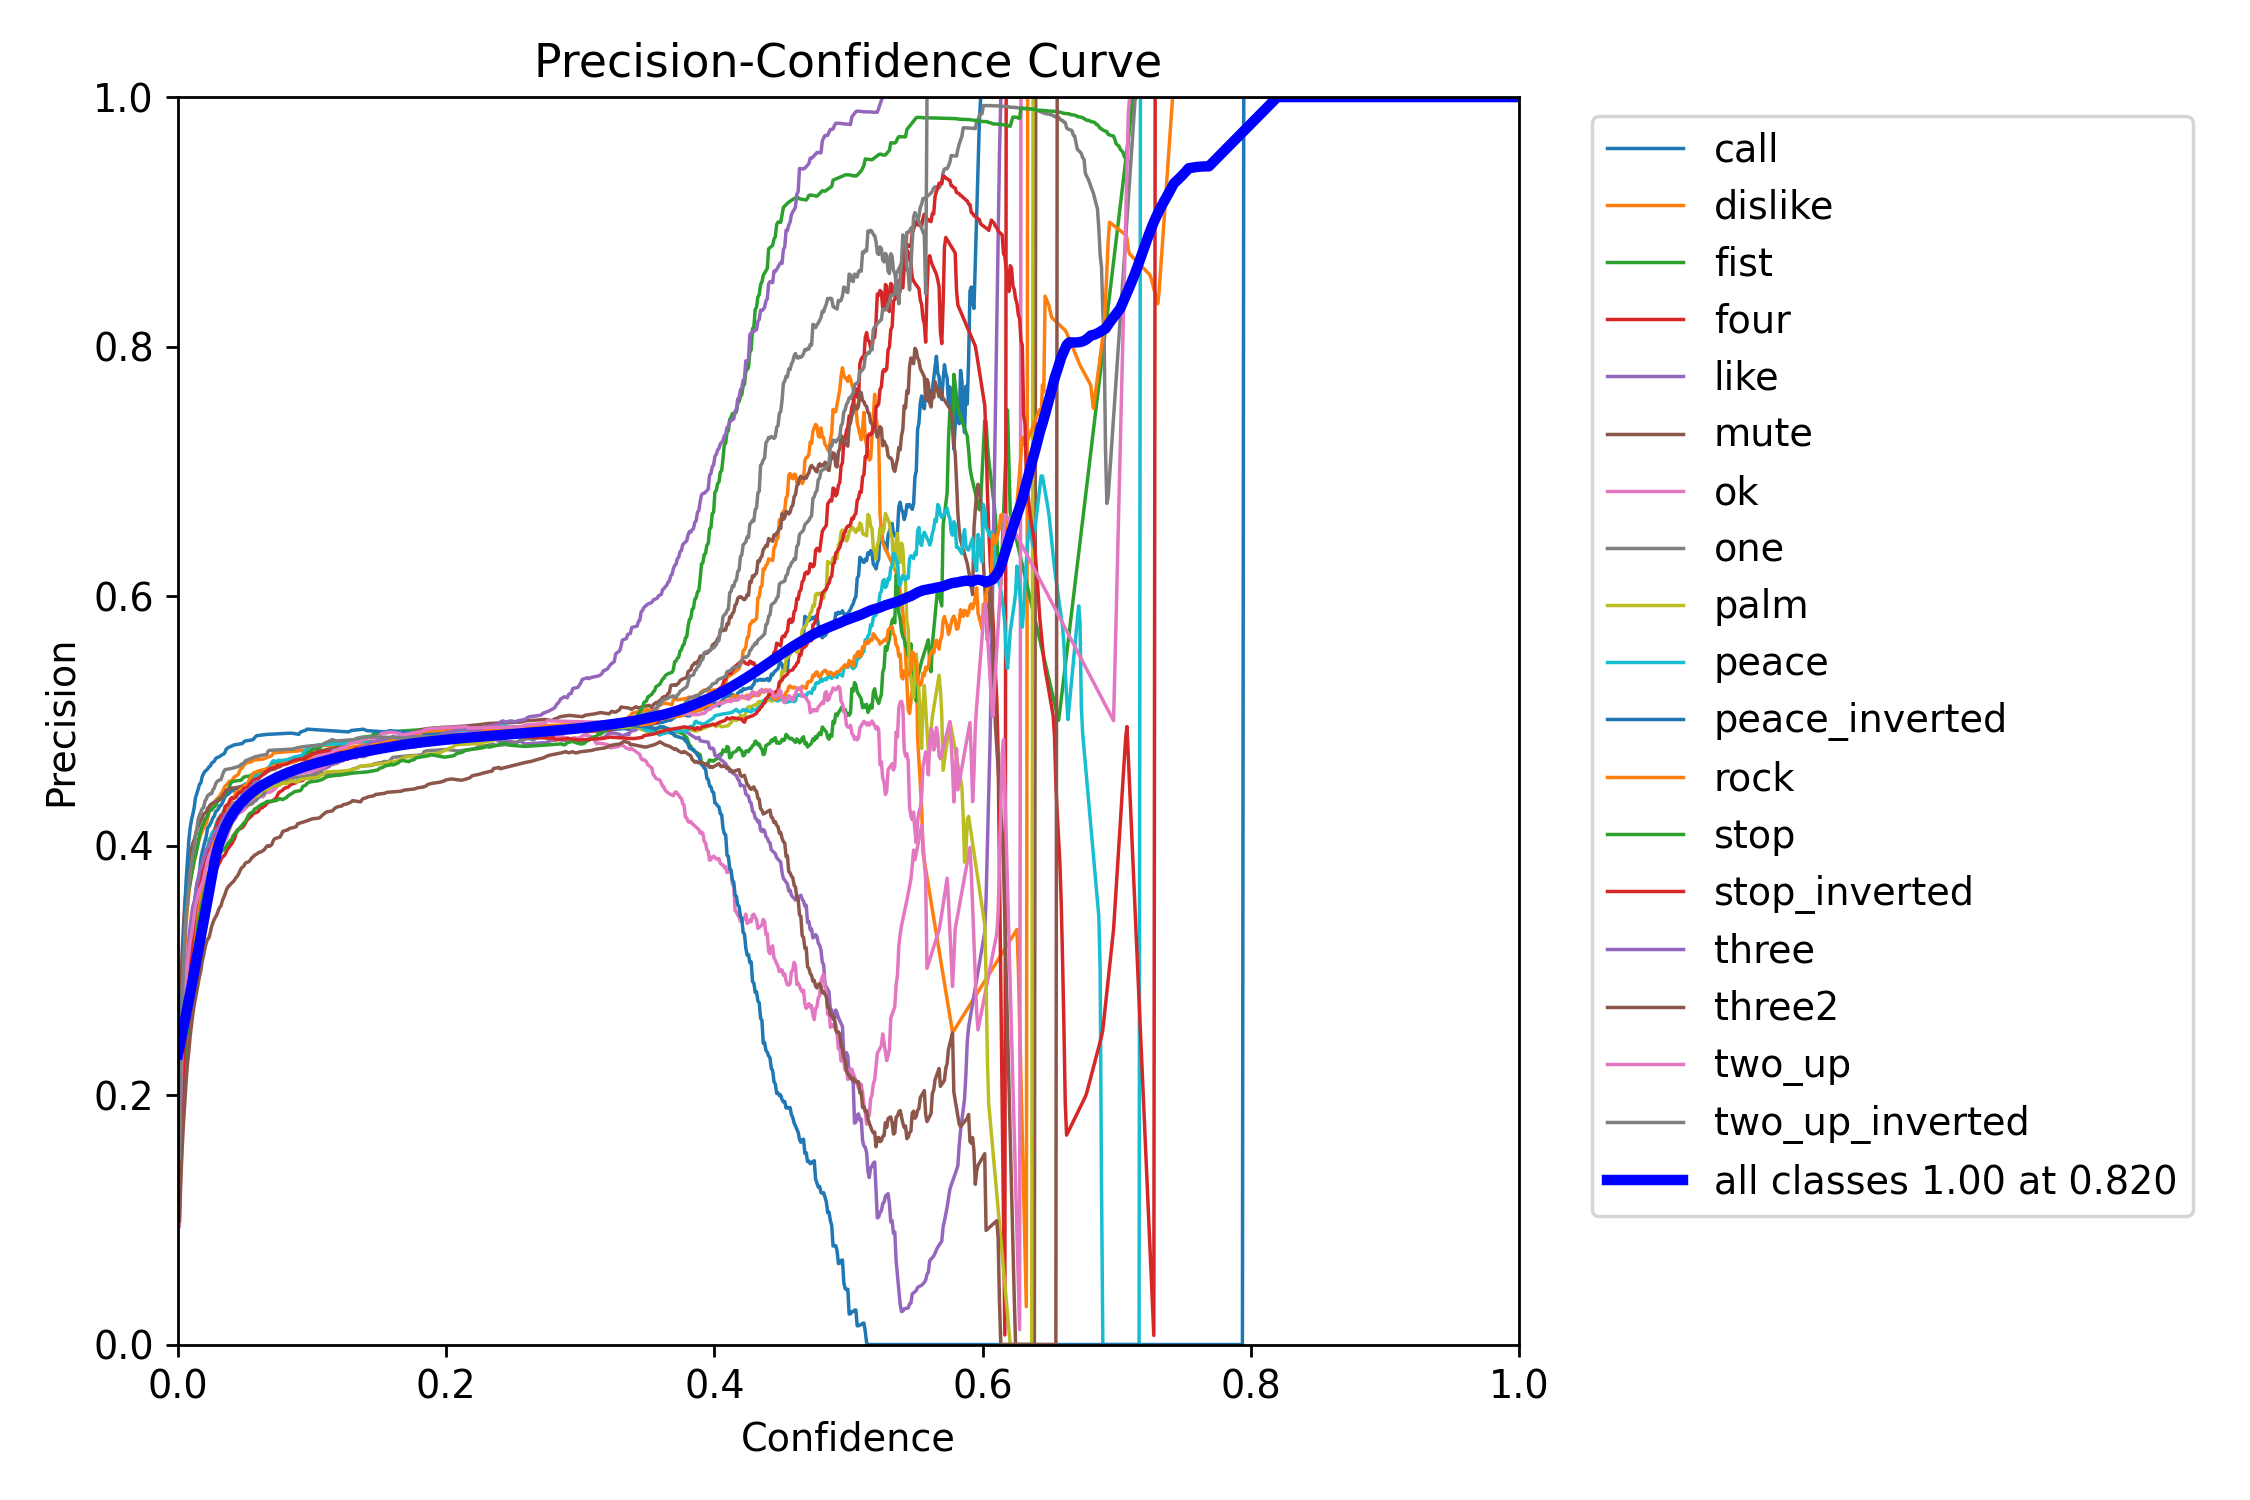 Precision-Confidence Curve
1.0
0.8
0.6
0.4
0.2
0.0
Precision
0.0 0.2 0.4 0.6 0.8 1.0
Confidence
call
dislike
fist
four
like
mute
ok
one
palm
peace
peace_inverted
rock
stop
stop_inverted
three
three2
two_up
two_up_inverted
all classes 1.00 at 0.820